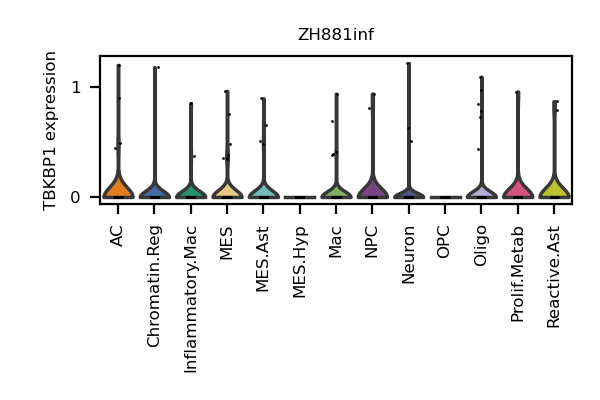 ZH881inf
TBKBP1 expression
1
0
AC
Chromatin.Reg
Inflammatory.Mac
MES
MES.Ast
MES.Hyp
Mac
NPC
Neuron
OPC
Oligo
Prolif.Metab
Reactive.Ast